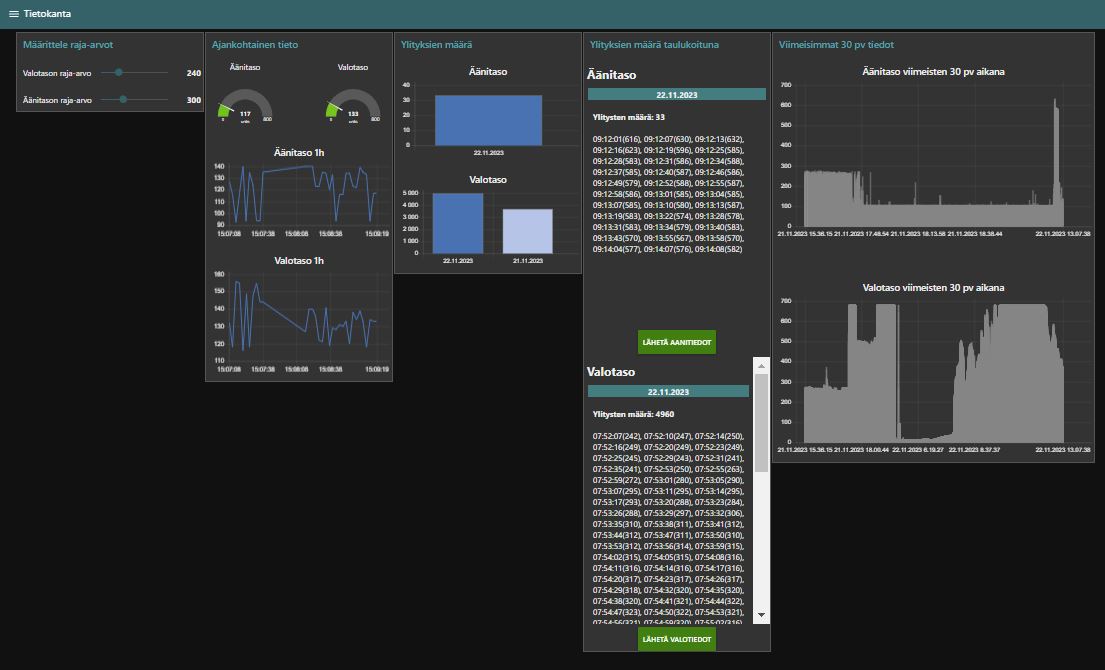 Tietokanta
Määrittele raja-arvot
Valotason raja-arvo 240
Äänitason raja-arvo 300
Ajankohtainen tieto
Äänitaso
Valotaso
117
units
0 800
133
units
0 800
Äänitaso 1h
140
130
120
110
100
90
15:07:08 15:07:38 15:08:08 15:08:38 15:09:19
Valotaso 1h
160
150
140
130
120
110
15:07:08 15:07:38 15:08:08 15:08:38 15:09:19
Ylityksien määrä
Äänitaso
40
30
20
10
0
22.11.2023
Valotaso
5 000
4 000
3 000
2 000
1 000
0
22.11.2023 21.11.2023
Ylityksien määrä taulukoituna
Äänitaso
22.11.2023
Ylitysten määrä: 33
09:12:01(616), 09:12:07(630), 09:12:13(632),
09:12:16(623), 09:12:19(596), 09:12:25(585),
09:12:28(583), 09:12:31(586), 09:12:34(588),
09:12:37(585), 09:12:40(587), 09:12:46(586),
09:12:49(579), 09:12:52(588), 09:12:55(587),
09:12:58(586), 09:13:01(585), 09:13:04(585),
09:13:07(585), 09:13:10(580), 09:13:13(587),
09:13:19(583), 09:13:22(574), 09:13:28(578),
09:13:31(583), 09:13:34(579), 09:13:40(583),
09:13:43(570), 09:13:55(567), 09:13:58(570),
09:14:04(577), 09:14:07(576), 09:14:08(582)
LÄHETÄ AANITIEDOT
Valotaso
22.11.2023
Ylitysten määrä: 4960
07:52:07(242), 07:52:10(247), 07:52:14(250),
07:52:16(249), 07:52:20(249), 07:52:23(249),
07:52:25(245), 07:52:29(243), 07:52:31(241),
07:52:35(241), 07:52:53(250), 07:52:55(263),
07:52:59(272), 07:53:01(280), 07:53:05(290),
07:53:07(295), 07:53:11(295), 07:53:14(295),
07:53:17(293), 07:53:20(288), 07:53:23(284),
07:53:26(288), 07:53:29(297), 07:53:32(306),
07:53:35(310), 07:53:38(311), 07:53:41(312),
07:53:44(312), 07:53:47(311), 07:53:50(310),
07:53:53(312), 07:53:56(314), 07:53:59(315),
07:54:02(315), 07:54:05(315), 07:54:08(316),
07:54:11(316), 07:54:14(316), 07:54:17(316),
07:54:20(317), 07:54:23(317), 07:54:26(317),
07:54:29(318), 07:54:32(320), 07:54:35(320),
07:54:38(320), 07:54:41(321), 07:54:44(322),
07:54:47(323), 07:54:50(322), 07:54:53(321),
07:54:56(321), 07:54:59(320), 07:55:02(316),
LÄHETÄ VALOTIEDOT
Viimeisimmat 30 pv tiedot
Äänitaso viimeisten 30 pv aikana
700
600
500
400
300
200
100
0
21.11.2023 15.36.15 21.11.2023 17.48.54 21.11.2023 18.13.58 21.11.2023 18.38.44 22.11.2023 13.07.38
Valotaso viimeisten 30 pv aikana
700
600
500
400
300
200
100
0
21.11.2023 15.36.15 21.11.2023 18.00.44 22.11.2023 6.19.27 22.11.2023 8.37.37 22.11.2023 13.07.38